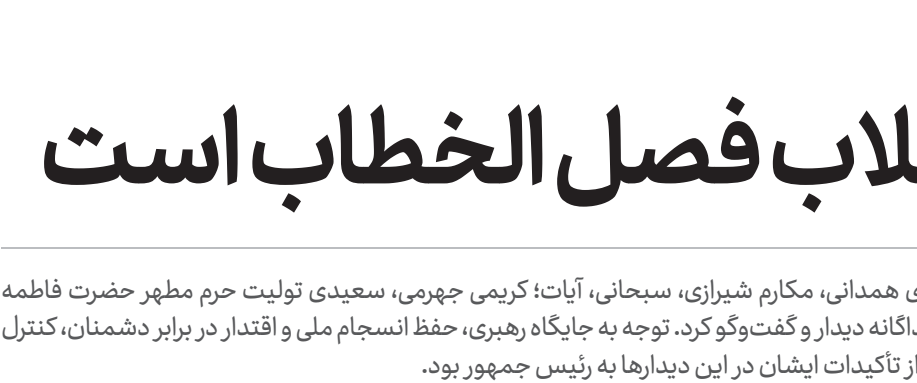 لاب فصل الخطاب است
ی همدانی، مکارم شیرازی، سبحانی، آیات؛ کریمی جهرمی، سعیدی تولیت حرم مطهر حضرت فاطمه
داگانه دیدار و گفت‌وگو کرد. توجه به جایگاه رهبری، حفظ انسجام ملی و اقتدار در برابر دشمنان، کنترل
از تأکیدات ایشان در این دیدارها به رئیس جمهور بود.